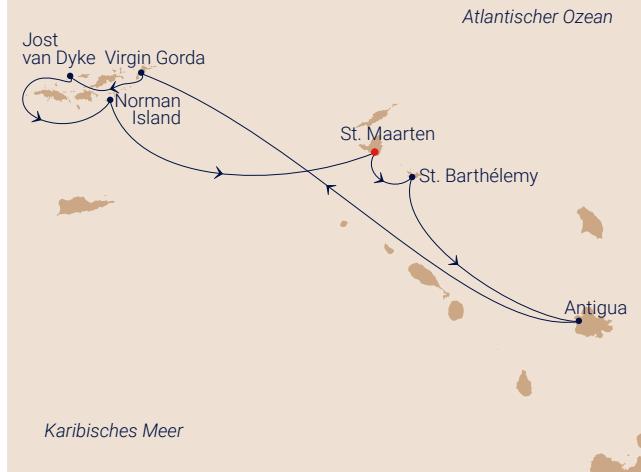 Atlantischer Ozean
Jost
van Dyke
Virgin Gorda
Norman
Island
St. Maarten
St. Barthélemy
Antigua
Karibisches Meer